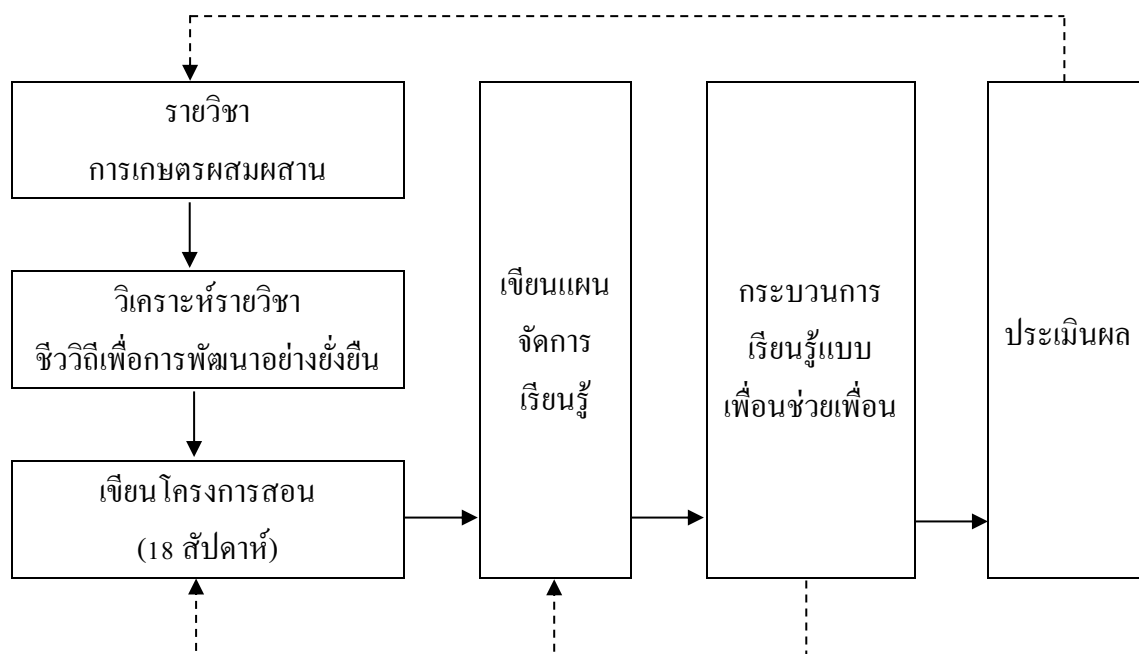 รายวิชา
การเกษตรผสมผสาน
วิเคราะห์รายวิชา
ชีววิถีเพื่อการพัฒนาอย่างยั่งยืน
เขียนโครงการสอน
(18 สัปดาห์)
เขียนแผน
จัดการ
เรียนรู้
กระบวนการ
เรียนรู้แบบ
เพื่อนช่วยเพื่อน
ประเมินผล